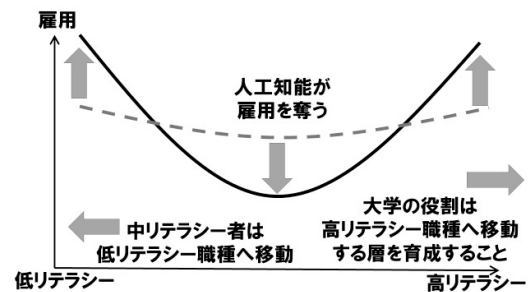 雇用
人工知能が
雇用を奪う
中リテラシー者は
低リテラシー職種へ移動
大学の役割は
高リテラシー職種へ移動
する層を育成すること
低リテラシー
高リテラシー